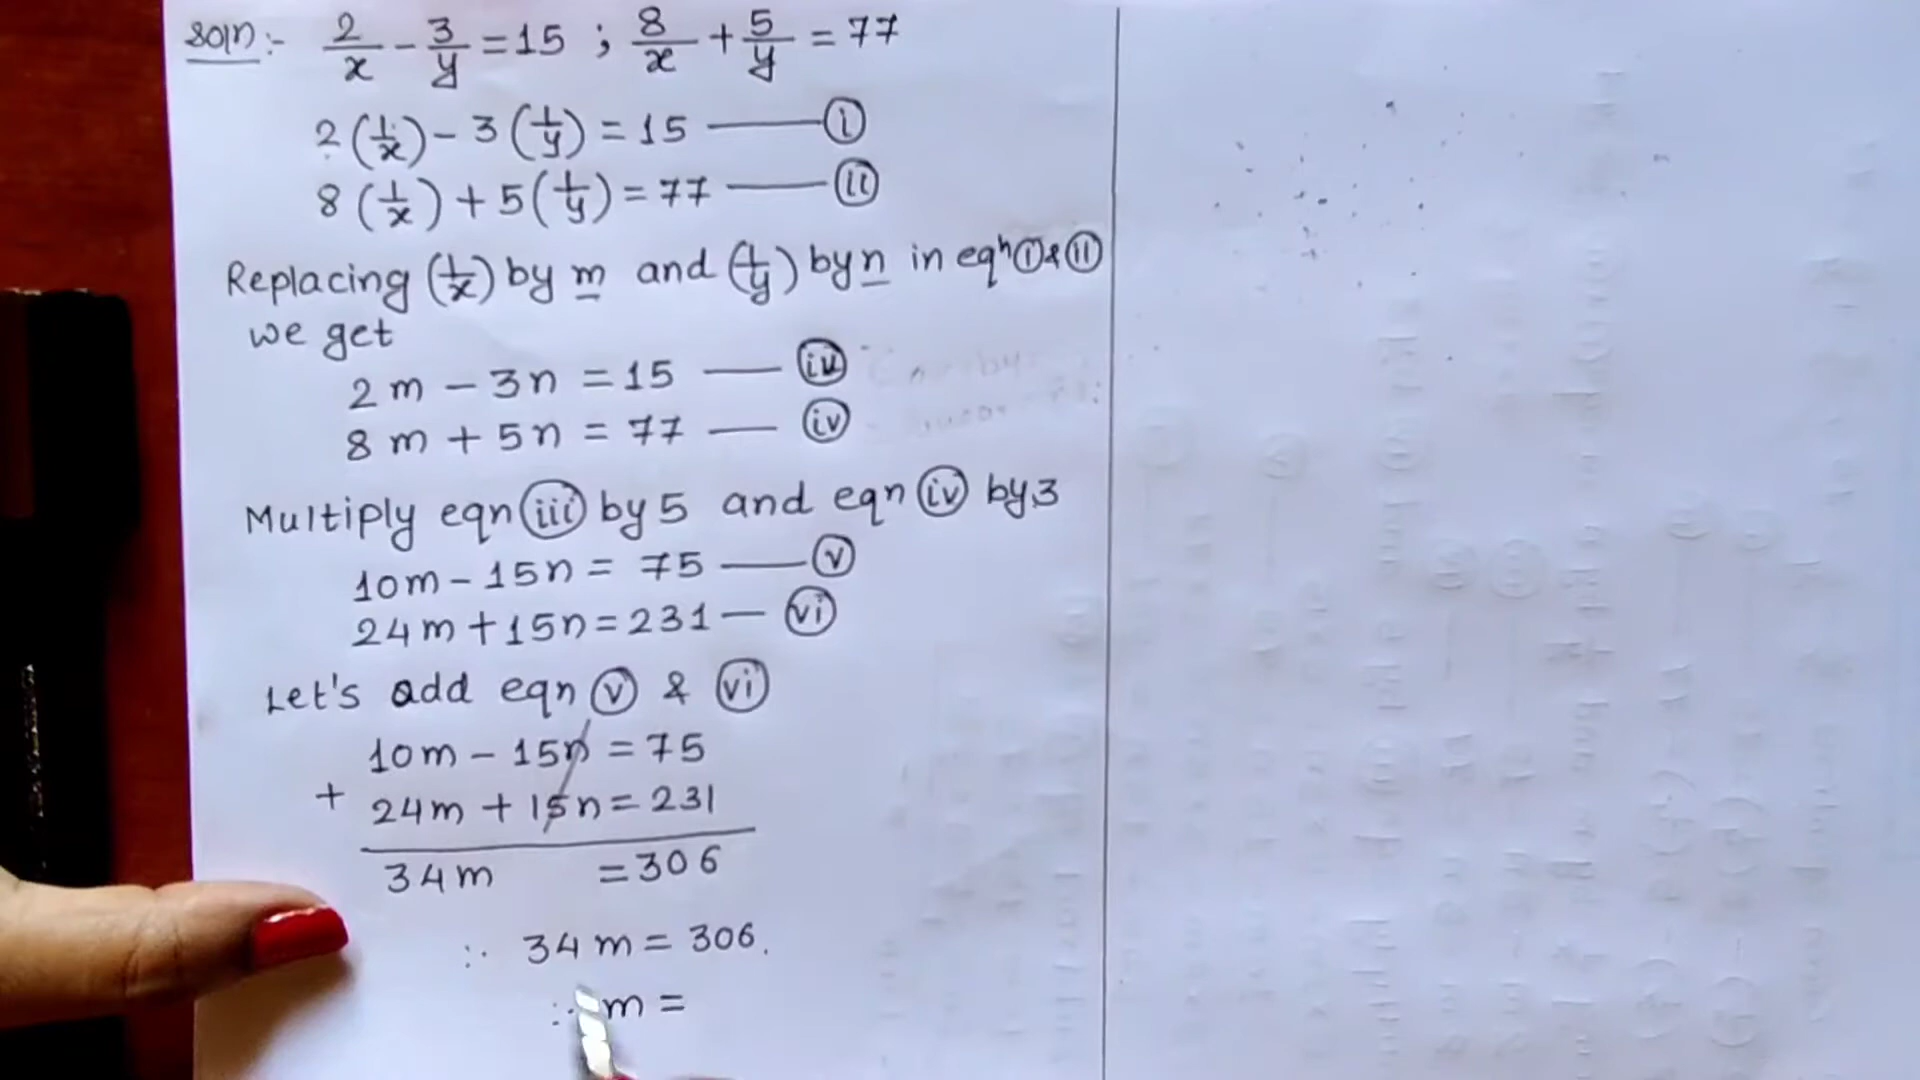 Soln:- 2/x - 3/y = 15 ; 8/x + 5/y = 77
2(1/x) - 3(1/y) = 15 —— (i)
8(1/x) + 5(1/y) = 77 —— (ii)
Replacing (1/x) by m and (1/y) by n in eqn (i) & (ii)
we get
2m - 3n = 15 —— (iv)
8m + 5n = 77 —— (iv)
Multiply eqn (iii) by 5 and eqn (iv) by 3
10m - 15n = 75 —— (v)
24m + 15n = 231 — (vi)
Let's add eqn (v) & (vi)
10m - 15n = 75
+ 24m + 15n = 231
34m = 306
∴ 34m = 306.
∴ m =